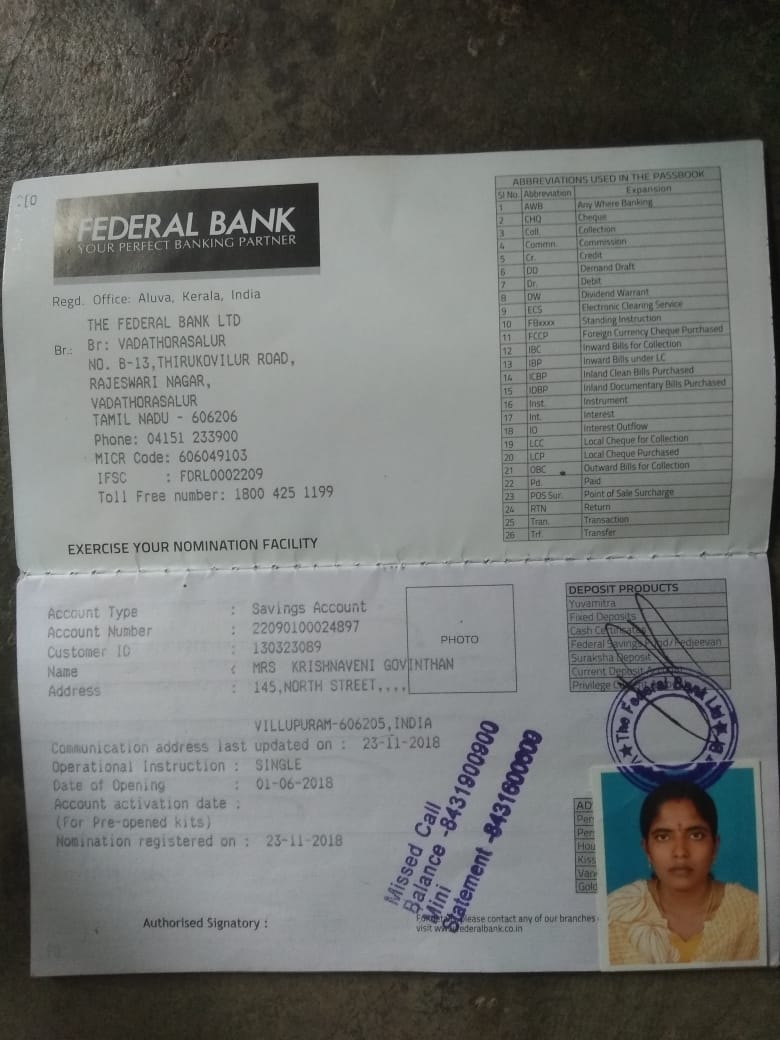 FEDERAL BANK
YOUR PERFECT BANKING PARTNER
Regd. Office: Aluva, Kerala, India
THE FEDERAL BANK LTD
Br.: Br: VADATHORASALUR
NO. B-13,THIRUKOVILUR ROAD,
RAJESWARI NAGAR,
VADATHORASALUR
TAMIL NADU - 606206
Phone: 04151 233900
MICR Code: 606049103
IFSC : FDRL0002209
Toll Free number: 1800 425 1199
EXERCISE YOUR NOMINATION FACILITY
ABBREVIATIONS USED IN THE PASSBOOK
Sl No. Abbreviation Expansion
1 AWB Any Where Banking
2 CHQ Cheque
3 Coll. Collection
4 Commn. Commission
5 Cr. Credit
6 DD Demand Draft
7 Dr. Debit
8 DW Dividend Warrant
9 ECS Electronic Clearing Service
10 FBxxxx Standing Instruction
11 FCCP Foreign Currency Cheque Purchased
12 IBC Inward Bills for Collection
13 IBP Inward Bills under LC
14 ICBP Inland Clean Bills Purchased
15 IDBP Inland Documentary Bills Purchased
16 Inst. Instrument
17 Int. Interest
18 IO Interest Outflow
19 LCC Local Cheque for Collection
20 LCP Local Cheque Purchased
21 OBC Outward Bills for Collection
22 Pd. Paid
23 POS Sur. Point of Sale Surcharge
24 RTN Return
25 Tran. Transaction
26 Trf. Transfer
Account Type : Savings Account
Account Number : 22090100024897
Customer ID : 130323089
Name : MRS KRISHNAVENI GOVINTHAN
Address : 145,NORTH STREET,,,,
VILLUPURAM-606205,INDIA
Communication address last updated on : 23-11-2018
Operational Instruction : SINGLE
Date of Opening : 01-06-2018
Account activation date :
(For Pre-opened kits)
Nomination registered on : 23-11-2018
Authorised Signatory :
PHOTO
DEPOSIT PRODUCTS
Yuvamitra
Fixed Deposits
Cash Certificates
Federal Savings Fund/Fedjeevan
Suraksha Deposit
Current Deposit
Privilege
The Federal Bank Ltd
Missed Call
Balance -8431900900
Mini
Statement -8431600600
please contact any of our branches
visit www.federalbank.co.in